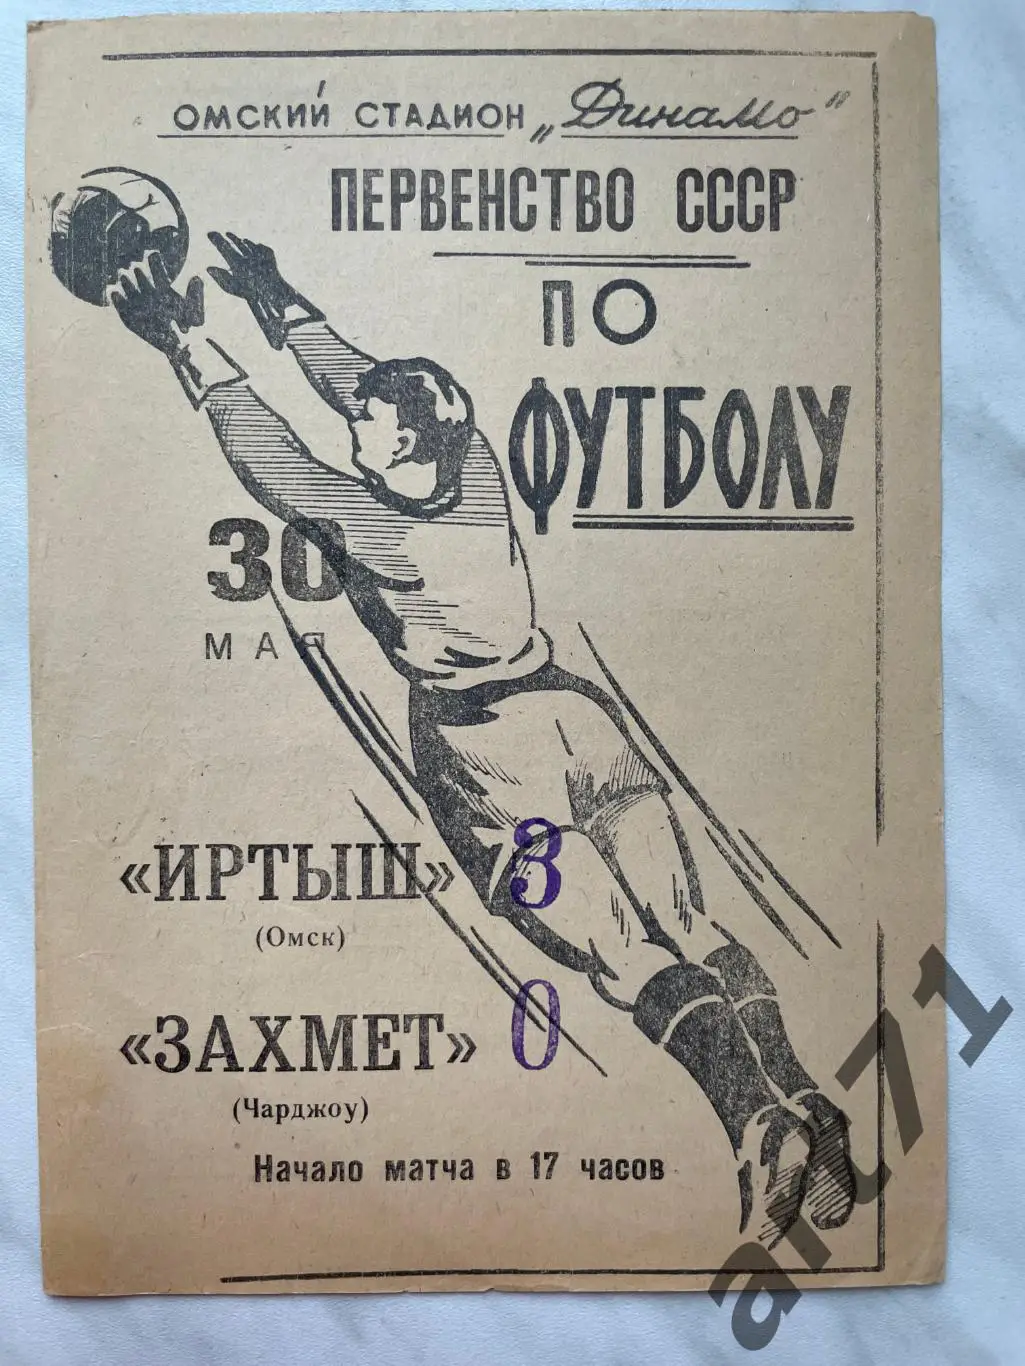 ОМСКИЙ СТАДИОН „Динамо"
ПЕРВЕНСТВО СССР
ПО
ФУТБОЛУ
30
МАЯ
«ИРТЫШ» 3
(Омск)
«ЗАХМЕТ» 0
(Чарджоу)
Начало матча в 17 часов
art71